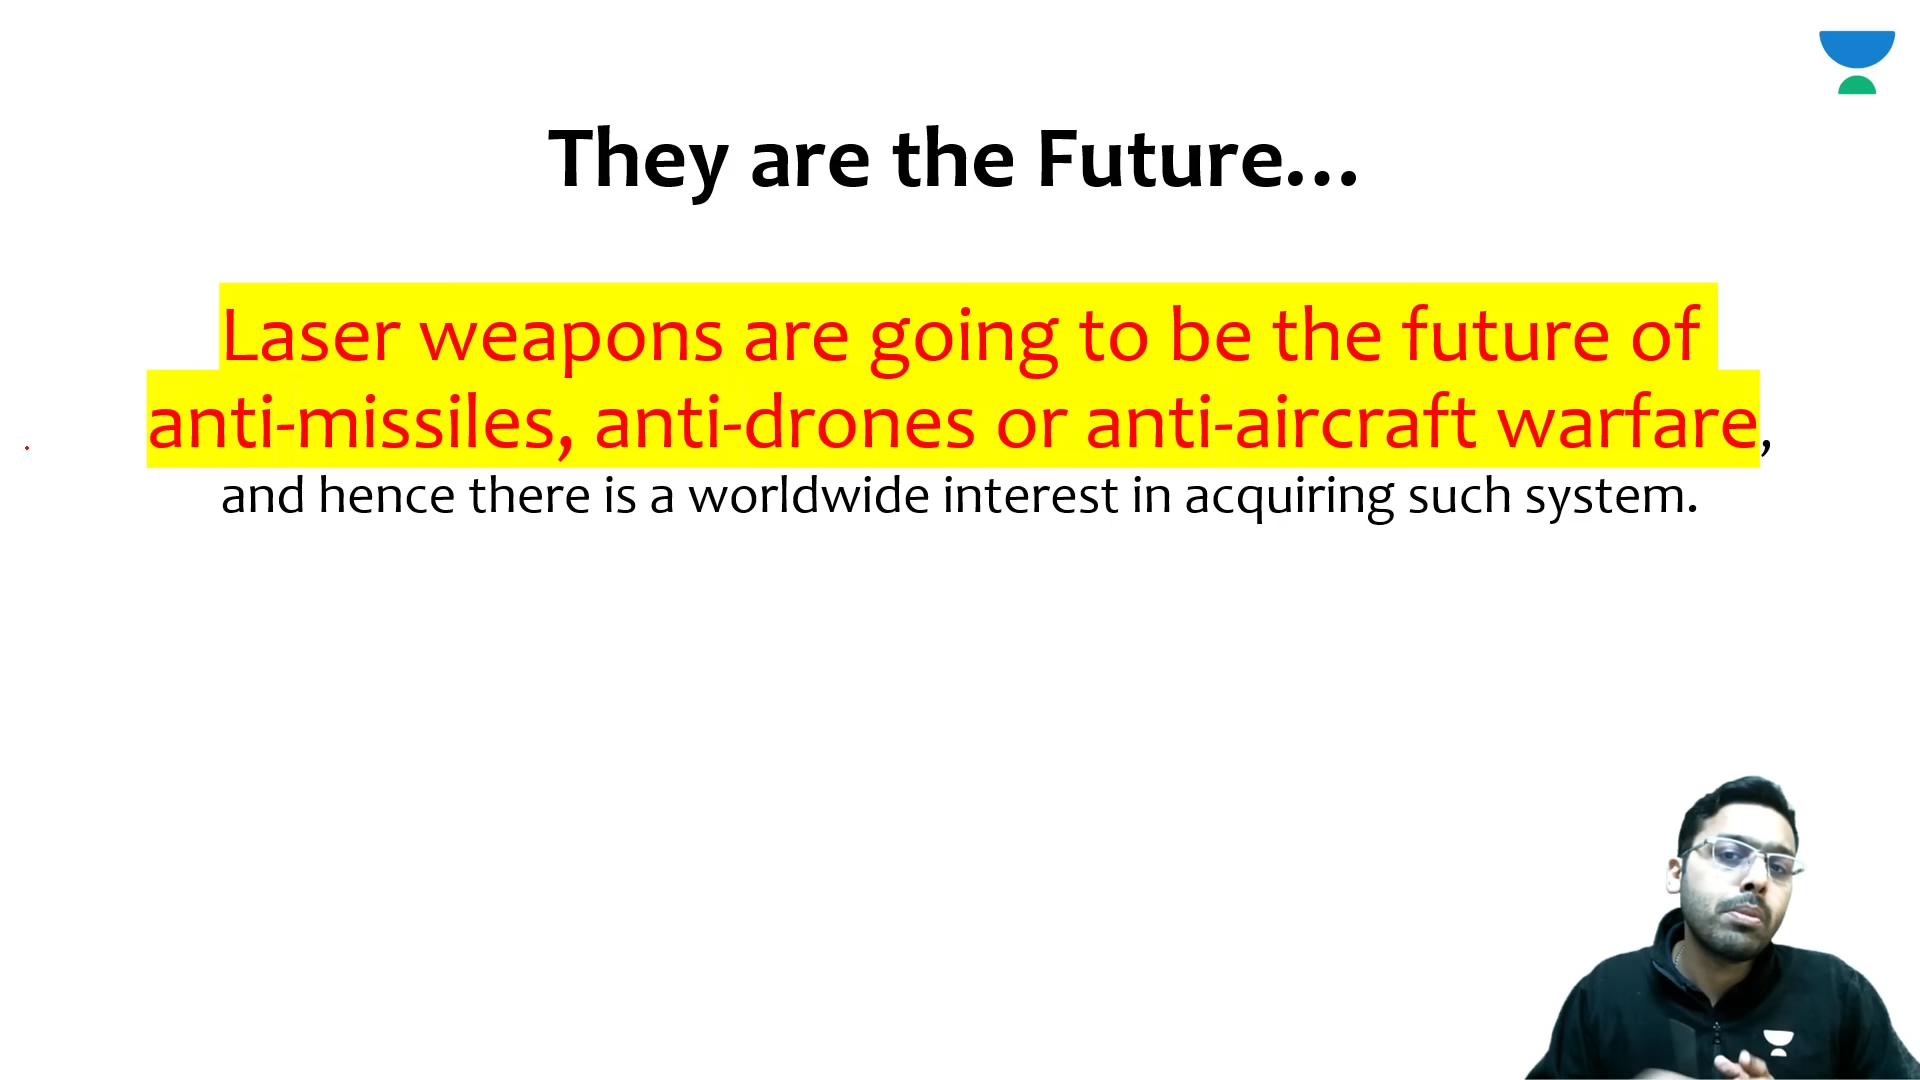 They are the Future...
Laser weapons are going to be the future of
anti-missiles, anti-drones or anti-aircraft warfare,
and hence there is a worldwide interest in acquiring such system.